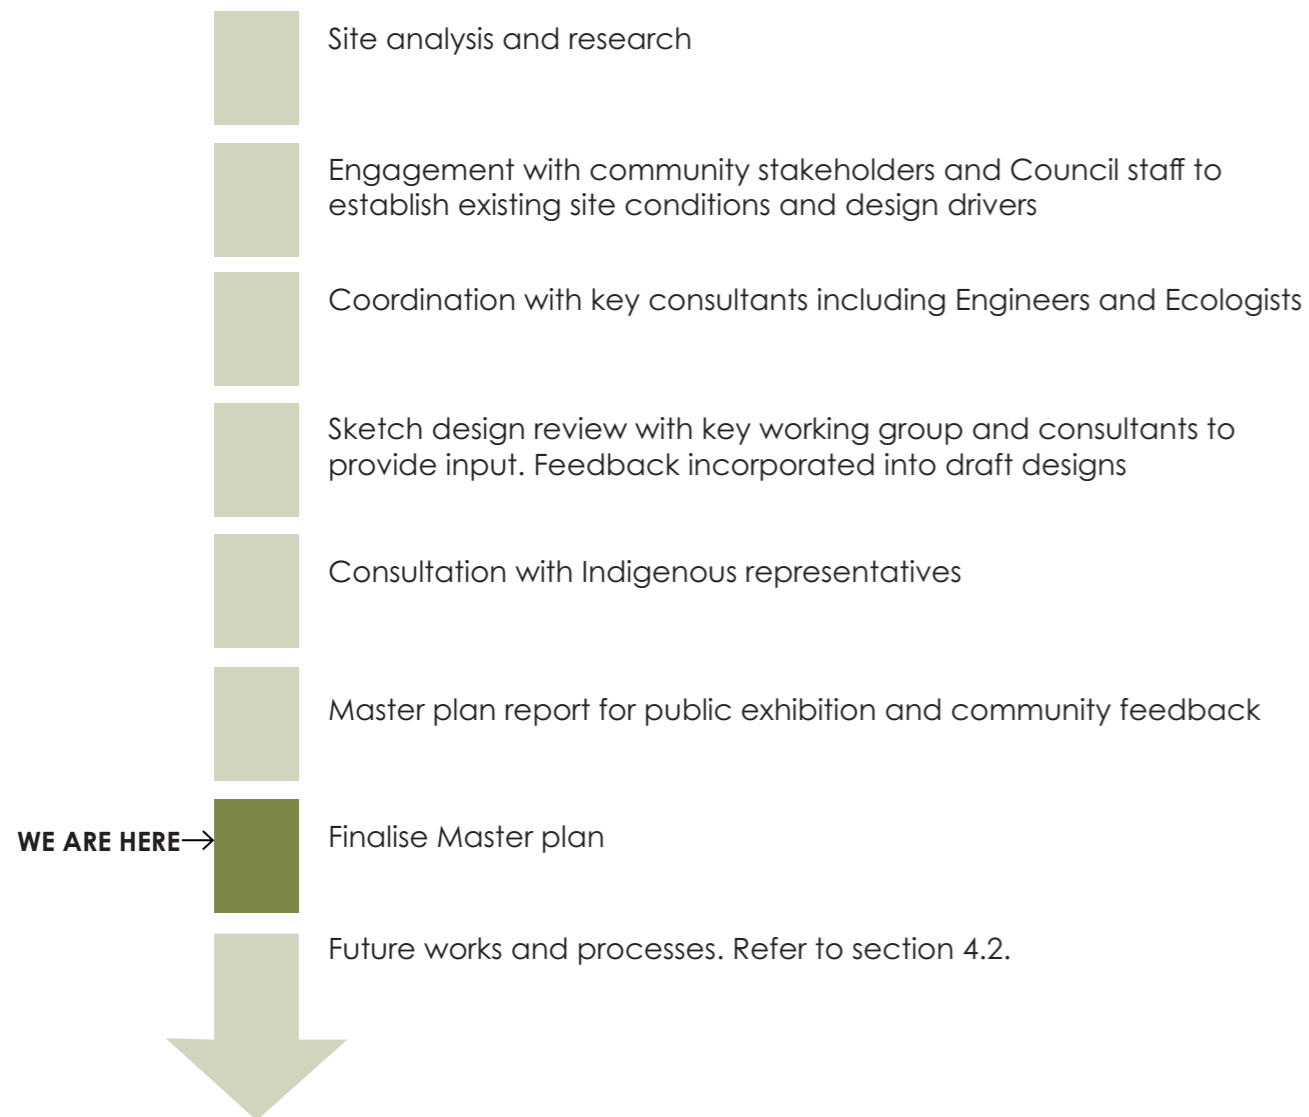 Site analysis and research
Engagement with community stakeholders and Council staff to
establish existing site conditions and design drivers
Coordination with key consultants including Engineers and Ecologists
Sketch design review with key working group and consultants to
provide input. Feedback incorporated into draft designs
Consultation with Indigenous representatives
Master plan report for public exhibition and community feedback
WE ARE HERE→
Finalise Master plan
Future works and processes. Refer to section 4.2.